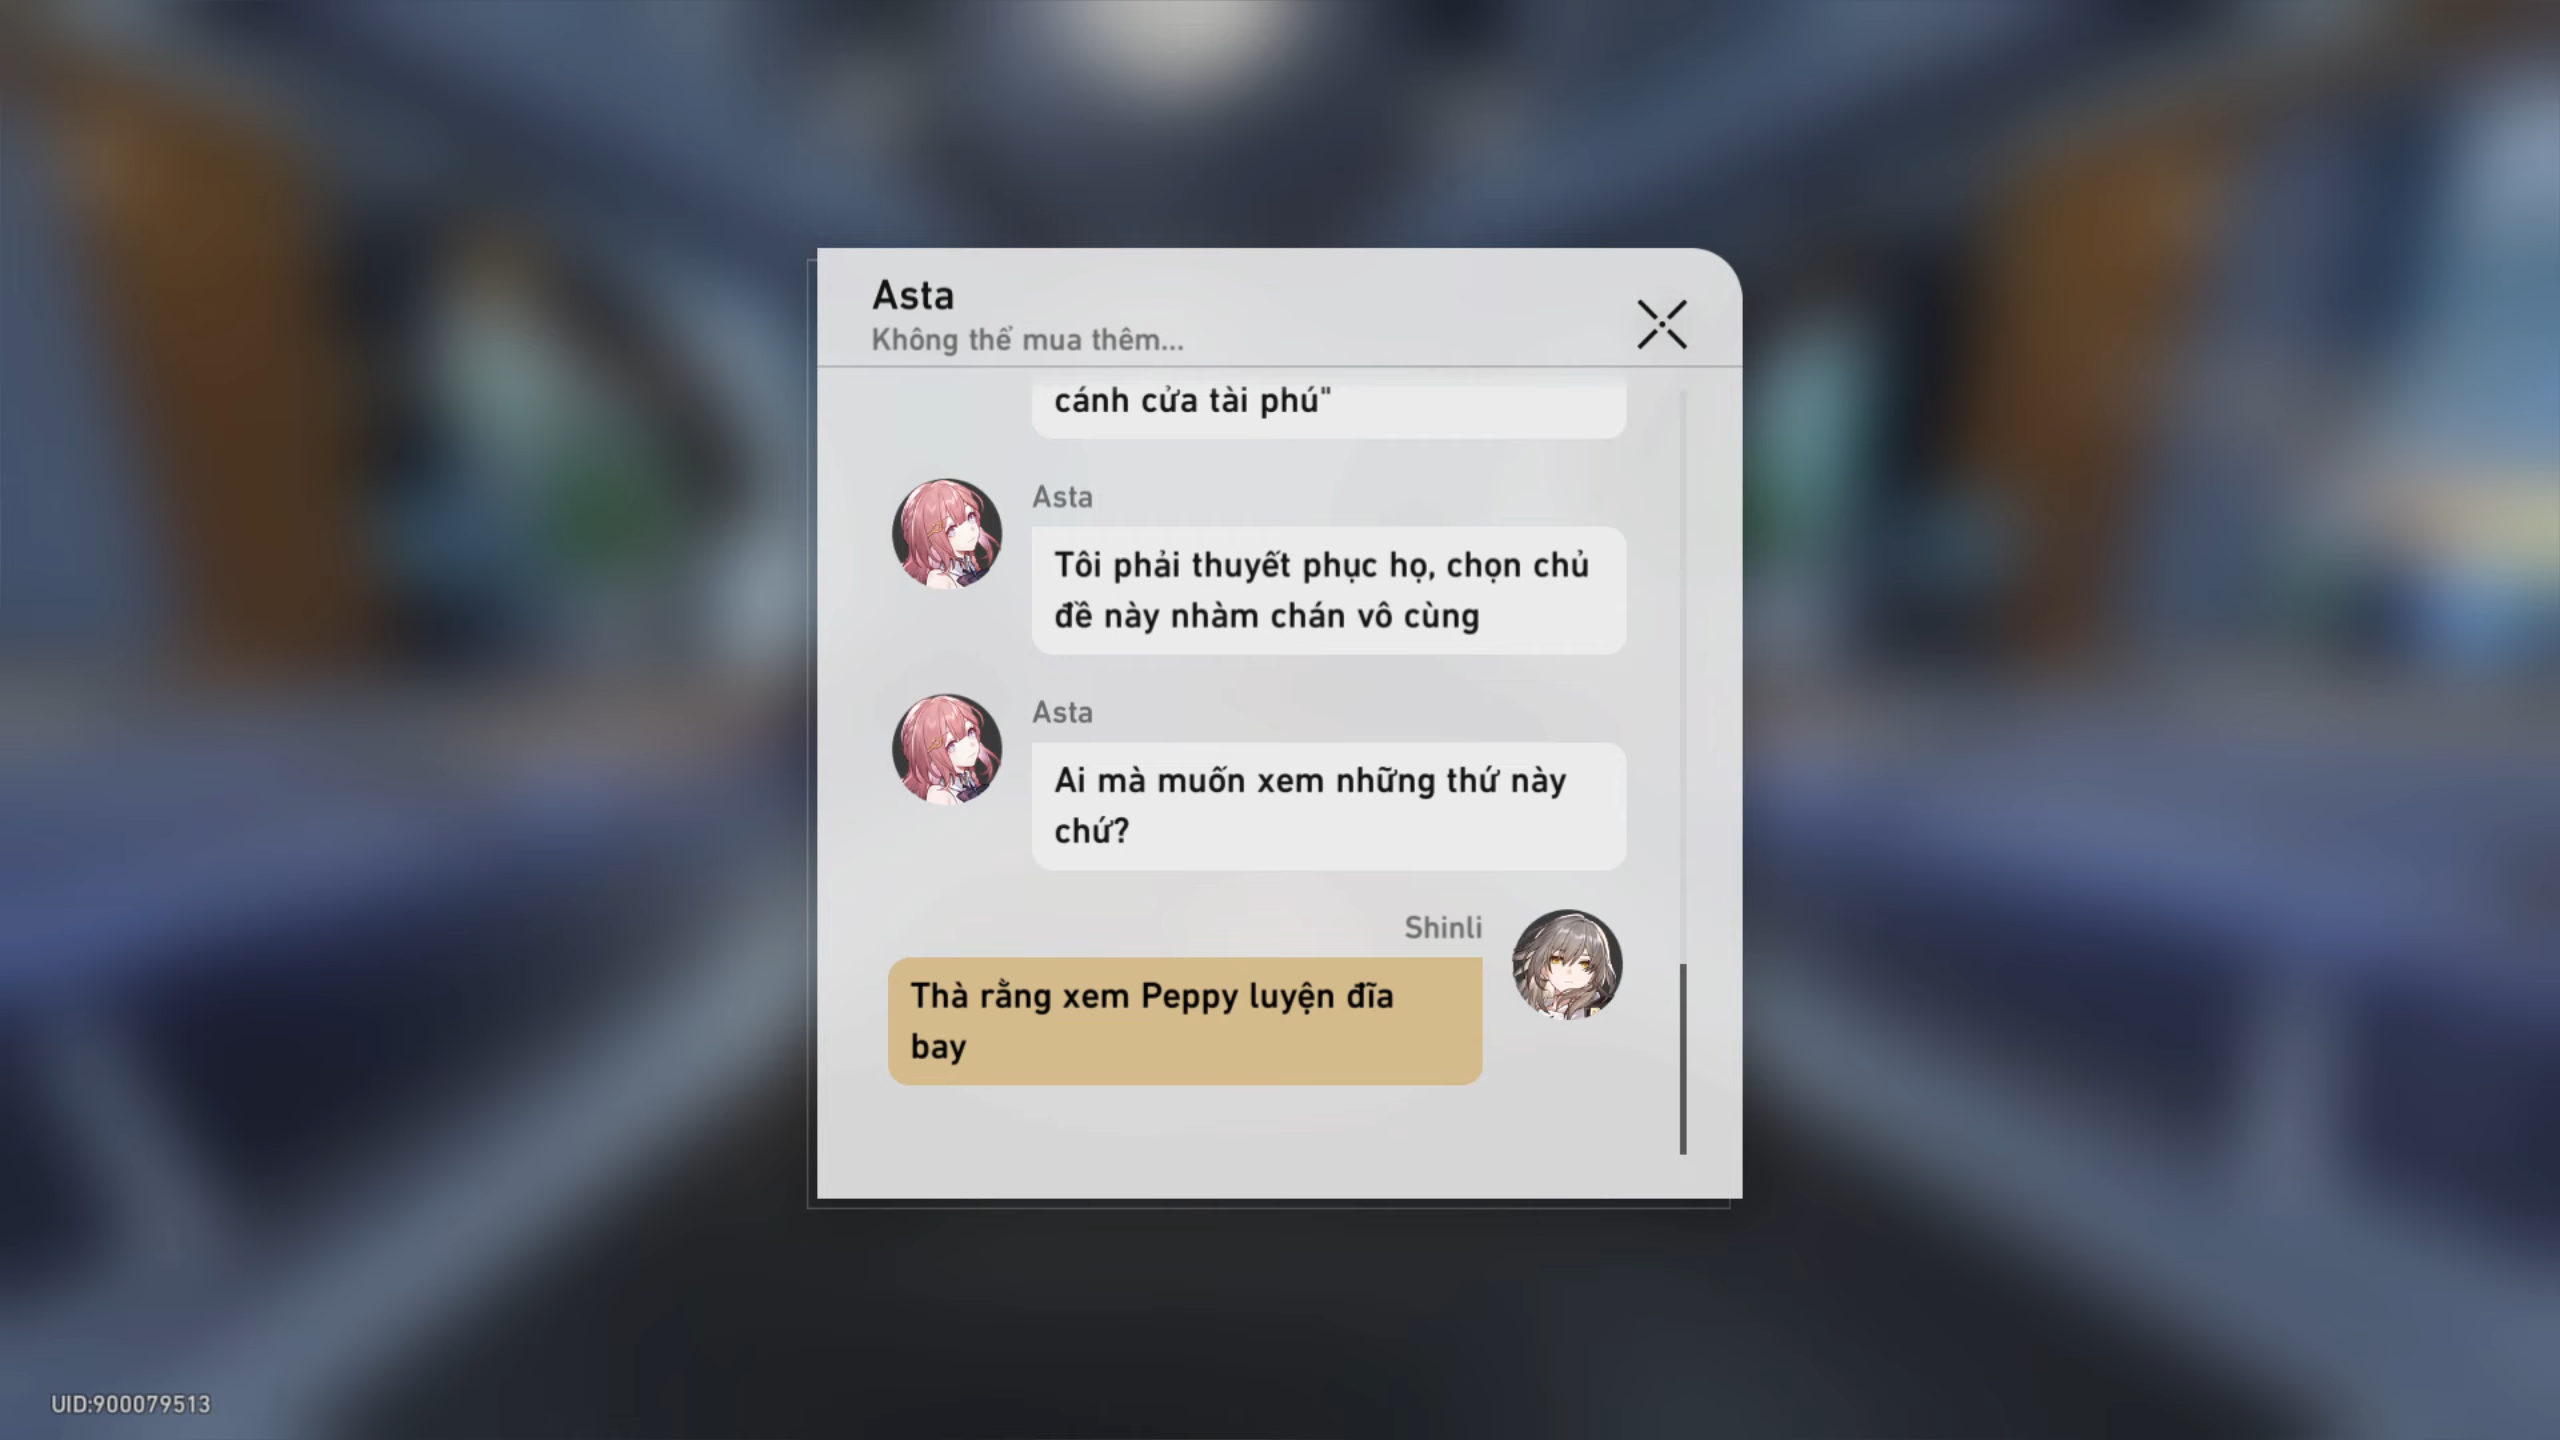 Asta
Không thể mua thêm...
cánh cửa tài phú"
Asta
Tôi phải thuyết phục họ, chọn chủ
đề này nhàm chán vô cùng
Asta
Ai mà muốn xem những thứ này
chứ?
Shinli
Thà rằng xem Peppy luyện đĩa
bay
UID:900079513